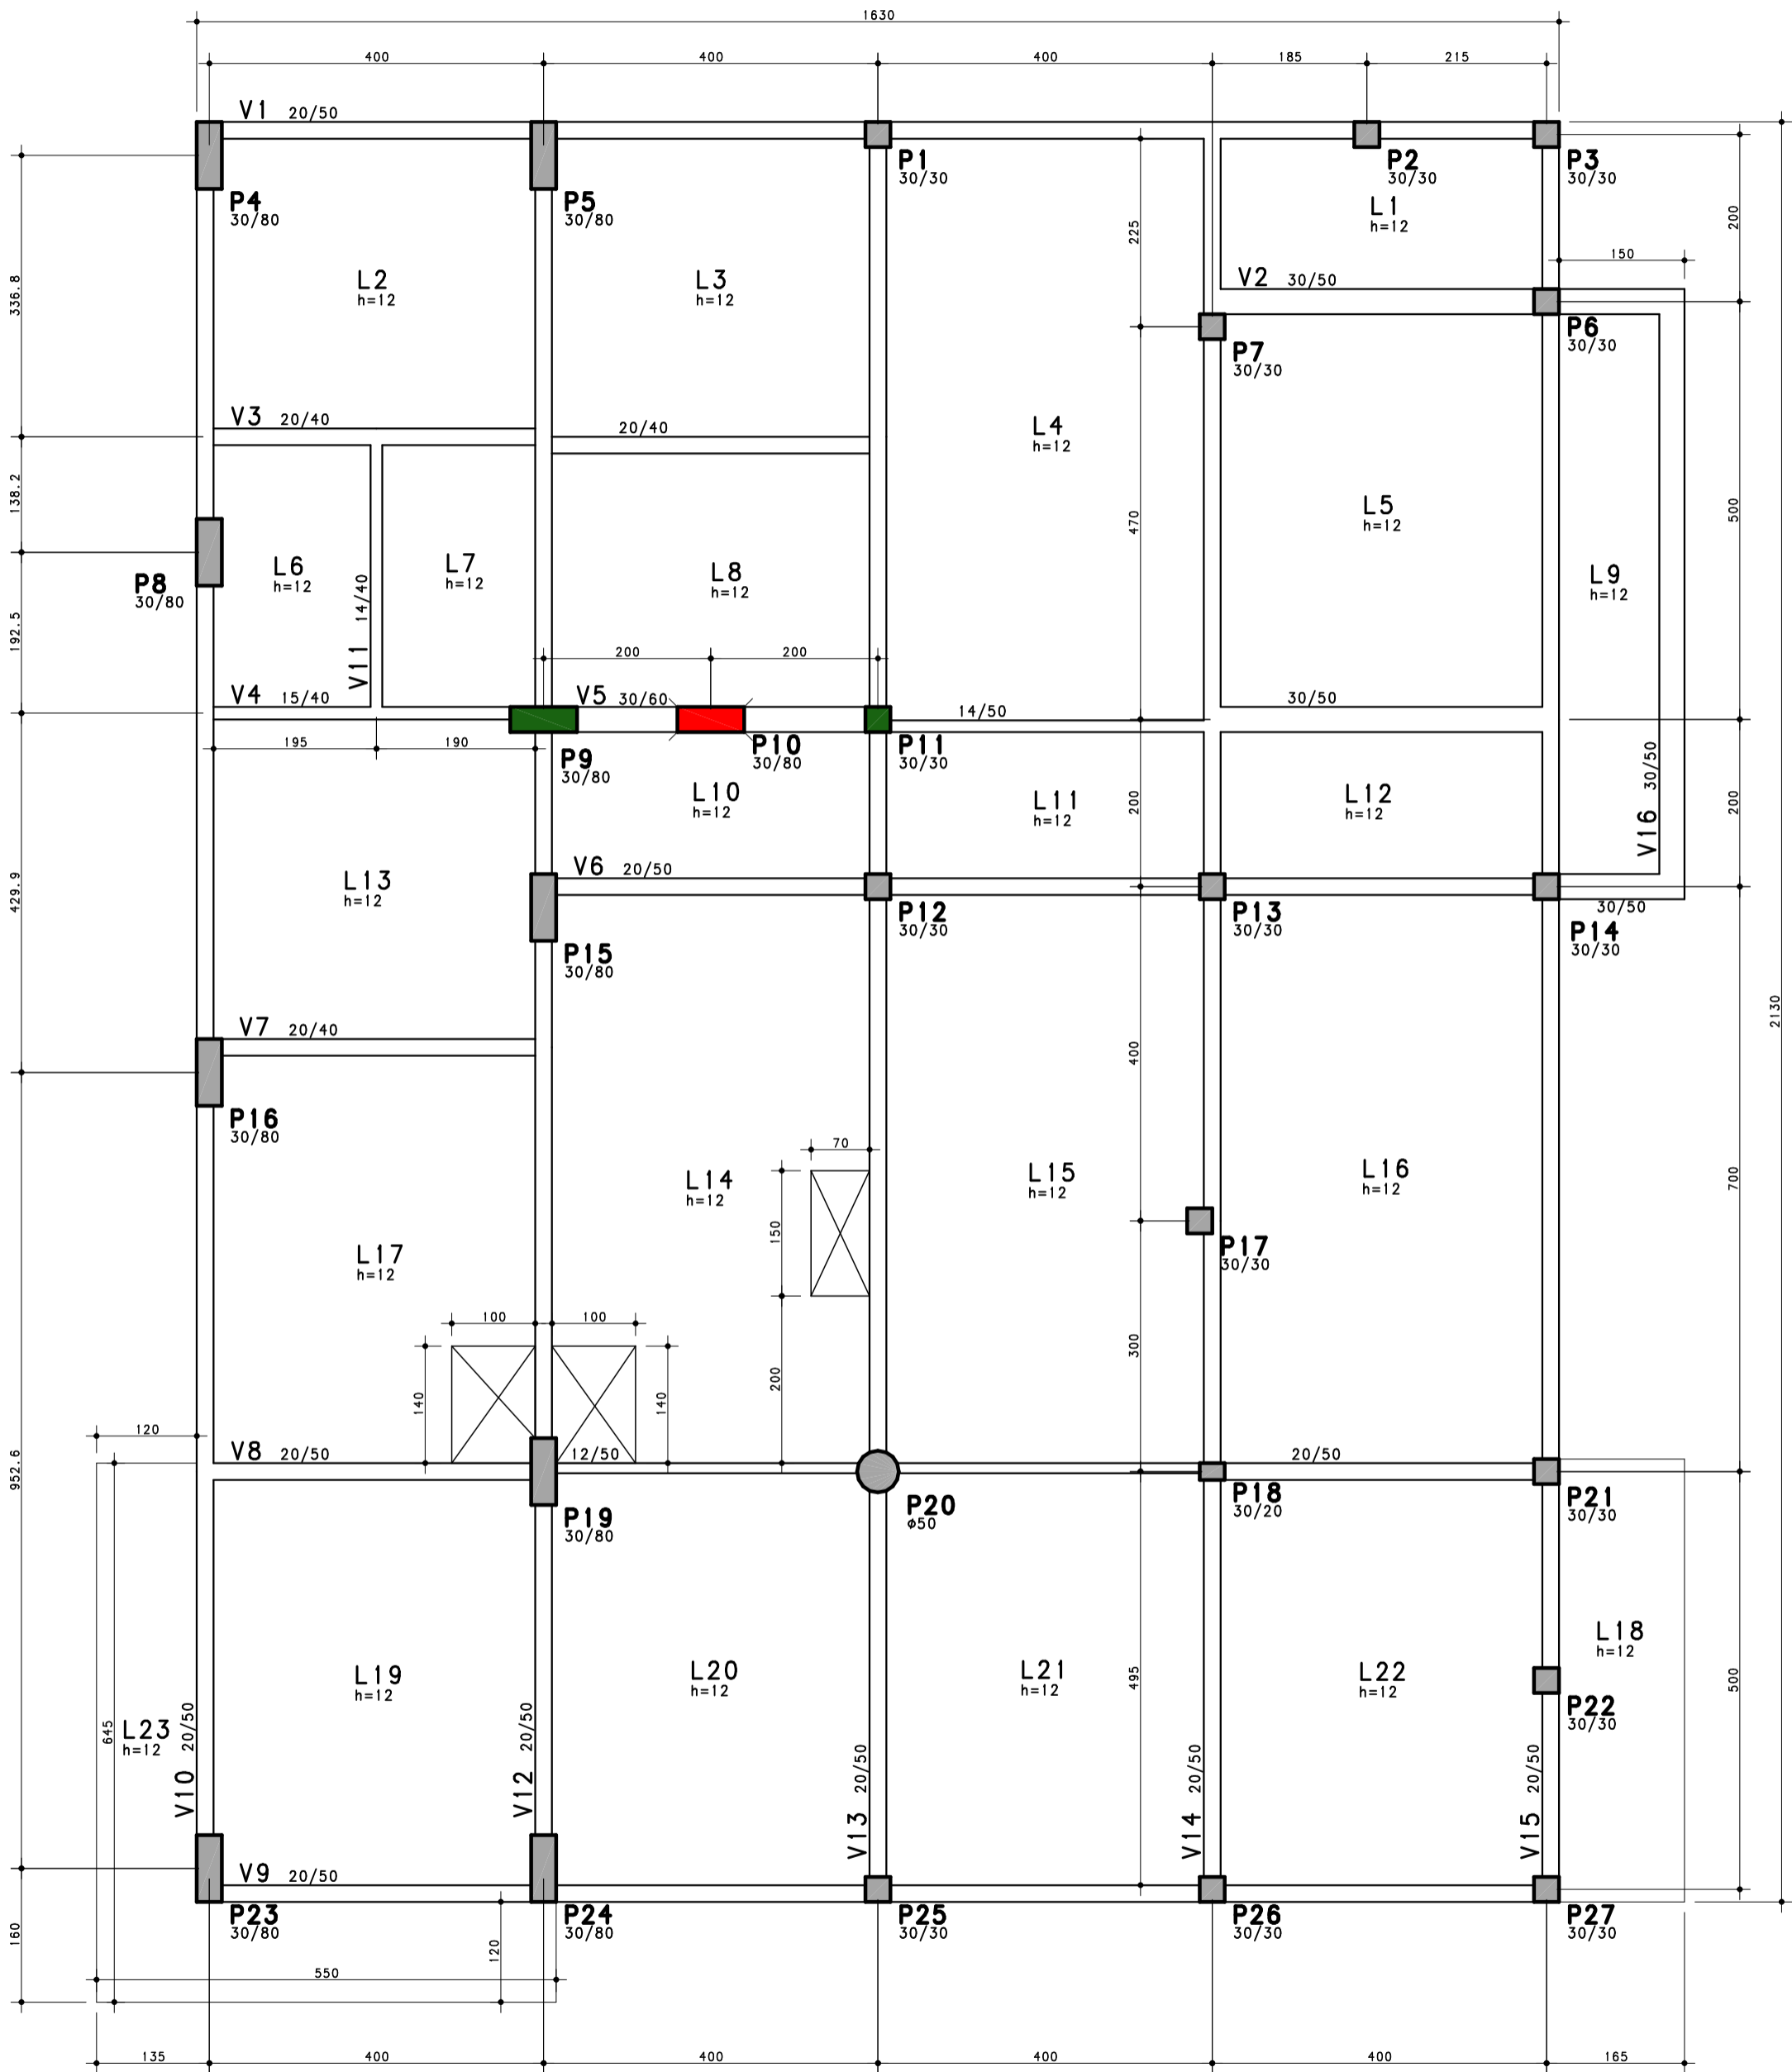 1630
400
400
400
185
215
V1 20/50
P4
30/80
P5
30/80
P1
30/30
P2
30/30
P3
30/30
L1
h=12
225
200
150
V2 30/50
P6
30/30
P7
30/30
336.8
L2
h=12
L3
h=12
V3 20/40
20/40
L4
h=12
138.2
470
L5
h=12
500
P8
30/80
L6
h=12
V11 14/40
L7
h=12
L8
h=12
L9
h=12
192.5
200
200
V4 15/40
V5 30/60
14/50
30/50
195
190
P9
30/80
P10
30/80
P11
30/30
V16 30/50
L10
h=12
L11
h=12
200
L12
h=12
200
V6 20/50
L13
h=12
429.9
P15
30/80
P12
30/30
P13
30/30
30/50
P14
30/30
2130
V7 20/40
400
P16
30/80
70
L14
h=12
L15
h=12
L16
h=12
700
150
P17
30/30
L17
h=12
100
100
300
140
140
200
120
952.6
V8 20/50
12/50
20/50
P19
30/80
P20
ϕ50
P18
30/20
P21
30/30
L18
h=12
L19
h=12
L20
h=12
L21
h=12
495
L22
h=12
500
P22
30/30
645
L23
h=12
V10 20/50
V12 20/50
V13 20/50
V14 20/50
V15 20/50
V9 20/50
P23
30/80
P24
30/80
P25
30/30
P26
30/30
P27
30/30
160
120
550
135
400
400
400
400
165